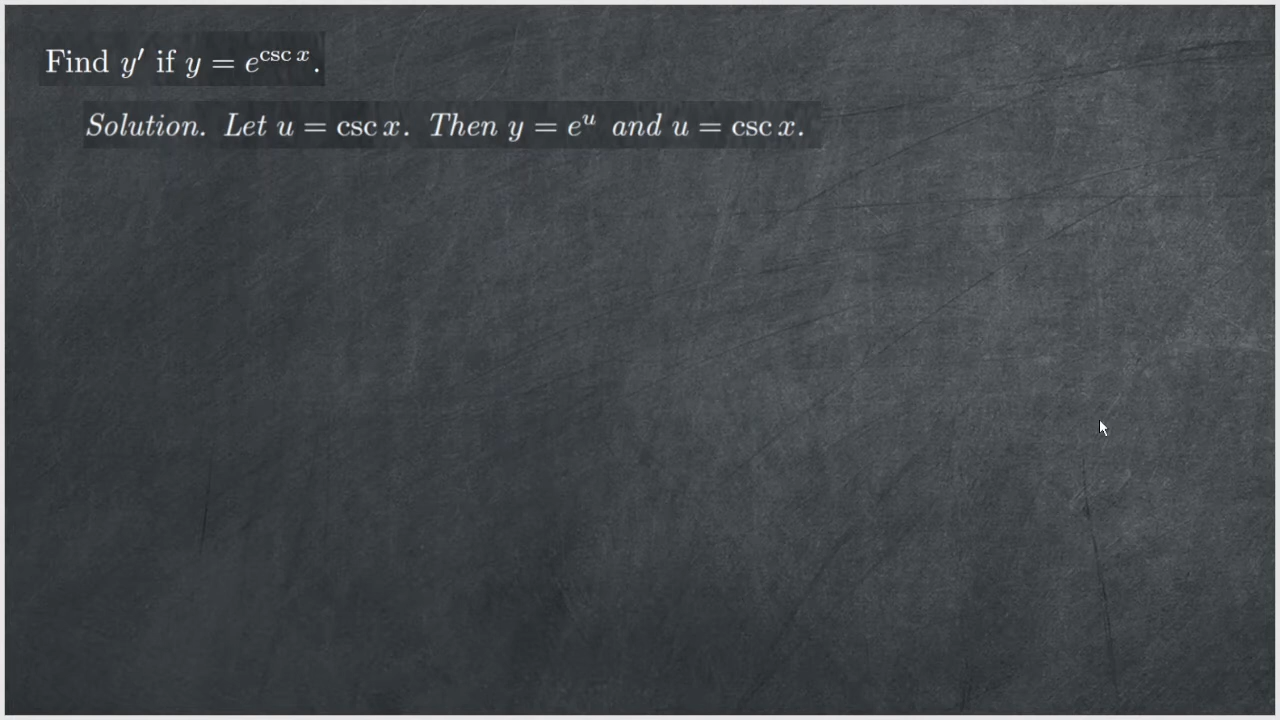 Find y′ if y = e^{csc x}.
Solution. Let u = csc x. Then y = e^u and u = csc x.